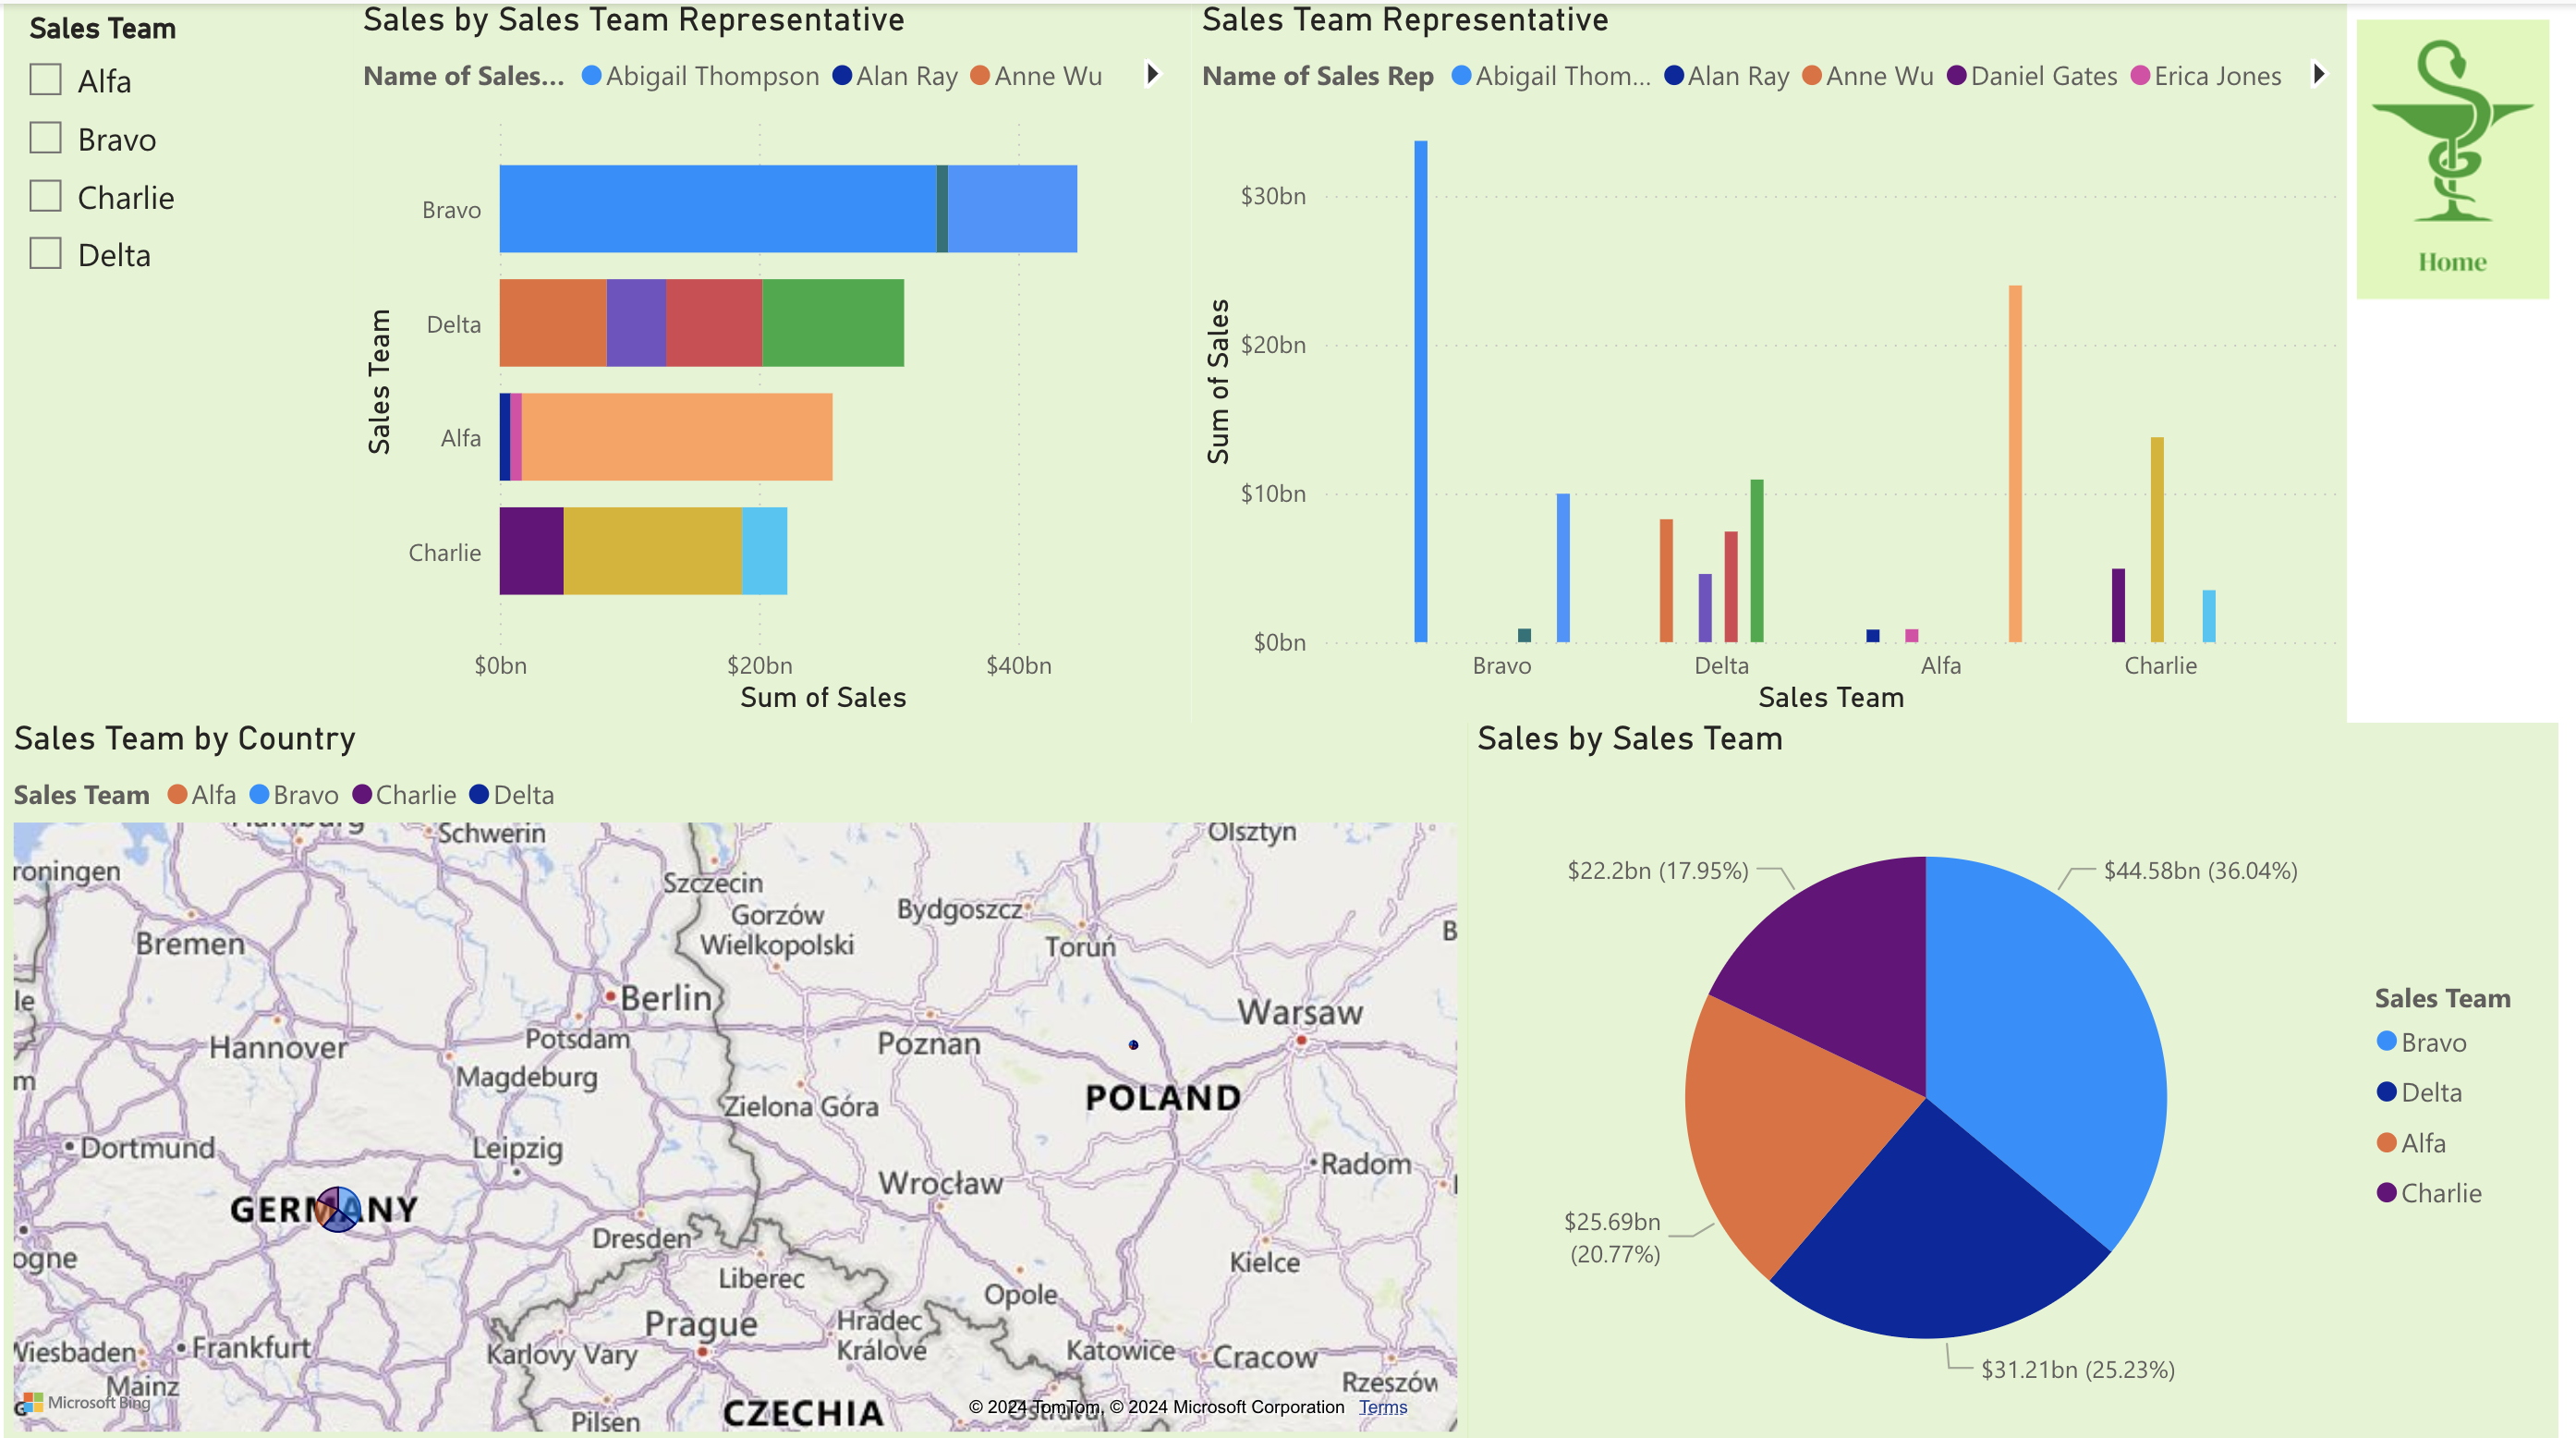 Sales Team
Alfa
Bravo
Charlie
Delta
Sales by Sales Team Representative
Name of Sales... Abigail Thompson Alan Ray Anne Wu
Sales Team
Bravo
Delta
Alfa
Charlie
$0bn $20bn $40bn
Sum of Sales
Sales Team Representative
Name of Sales Rep Abigail Thom... Alan Ray Anne Wu Daniel Gates Erica Jones
Sum of Sales
$30bn
$20bn
$10bn
$0bn
Bravo Delta Alfa Charlie
Sales Team
Home
Sales Team by Country
Sales Team Alfa Bravo Charlie Delta
Hamburg
Schwerin
Olsztyn
roningen
Szczecin
Gorzów
Wielkopolski
Bydgoszcz
Toruń
B
Bremen
le
Berlin
Warsaw
Hannover
Potsdam
Poznan
m
Magdeburg
POLAND
Zielona Góra
Dortmund
Leipzig
Radom
Wrocław
GERMANY
Dresden
ogne
Liberec
Kielce
Opole
Prague
Hradec
Králové
Wiesbaden
Frankfurt
Karlovy Vary
Katowice
Cracow
Mainz
Rzeszów
Microsoft Bing
CZECHIA
Pilsen
Ostrava
© 2024 TomTom, © 2024 Microsoft Corporation Terms
Sales by Sales Team
$22.2bn (17.95%)
$44.58bn (36.04%)
$25.69bn
(20.77%)
$31.21bn (25.23%)
Sales Team
Bravo
Delta
Alfa
Charlie